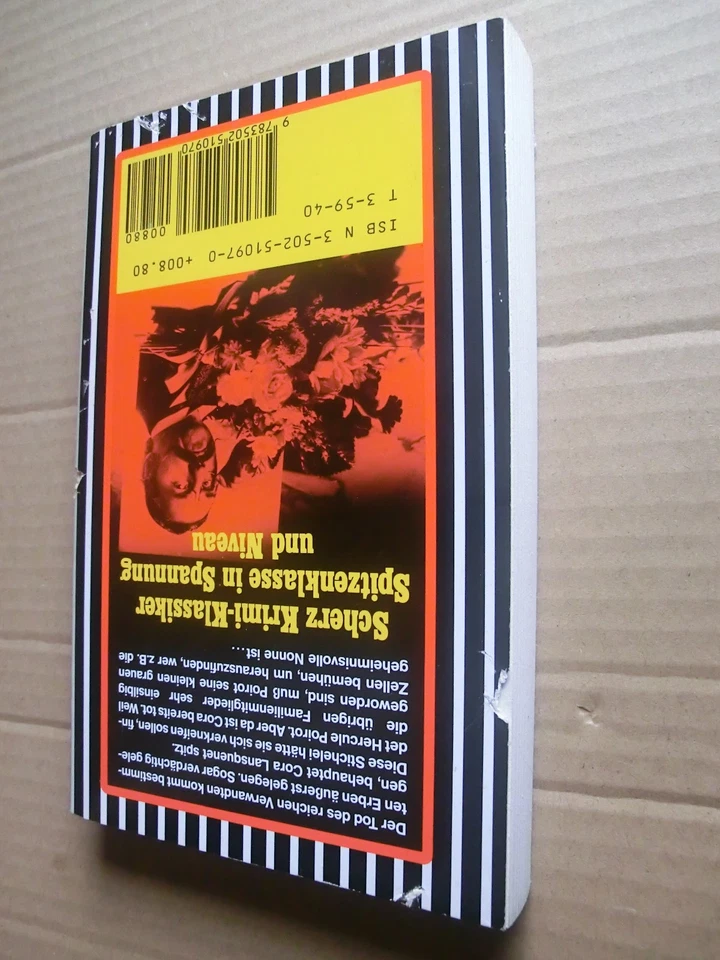 Der Tod des reichen Verwandten kommt bestimm-
ten Erben äußerst gelegen. Sogar verdächtig gele-
gen, behauptet Cora Lansquenet spitz.
Diese Stichelei hätte sie sich verkneifen sollen, fin-
det Hercule Poirot. Aber da ist Cora bereits tot. Weil
die übrigen Familienmitglieder sehr einsilbig
geworden sind, muß Poirot seine kleinen grauen
Zellen bemühen, um herauszufinden, wer z.B. die
geheimnisvolle Nonne ist ...
Scherz Krimi-Klassiker
Spitzenklasse in Spannung
und Niveau
ISB N 3-502-51097-0 +008.80
T 3-59-40
00880
9 783502 510970